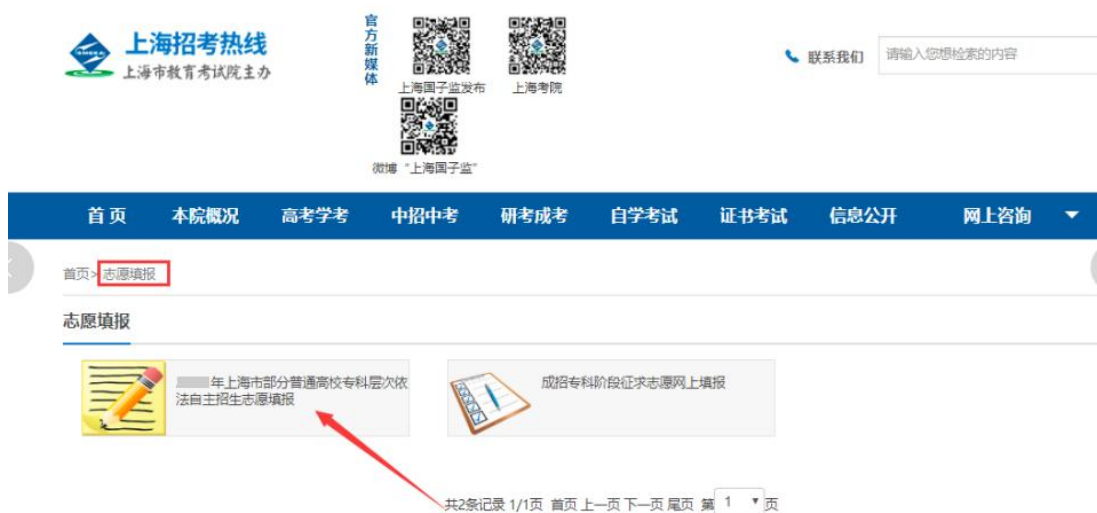 上海招考热线
上海市教育考试院主办
官方新媒体
上海国子监发布
上海考院
微博“上海国子监”
联系我们
请输入您想检索的内容
首页 本院概况 高考学考 中招中考 研考成考 自学考试 证书考试 信息公开 网上咨询
首页>志愿填报
志愿填报
年上海市部分普通高校专科层次依
法自主招生志愿填报
成招专科阶段征求志愿网上填报
共2条记录 1/1页 首页 上一页 下一页 尾页 第 1 页